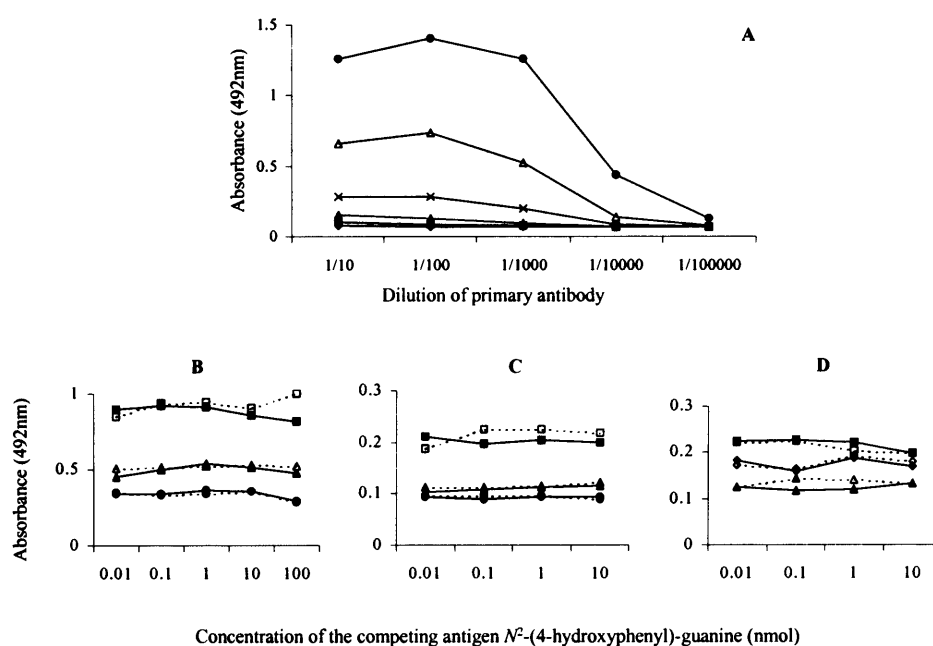 A
Absorbance (492nm)
1.5
1
0.5
0
1/10 1/100 1/1000 1/10000 1/100000
Dilution of primary antibody
B
C
D
Absorbance (492nm)
1
0.5
0
0.01 0.1 1 10 100
0.3
0.2
0.1
0
0.01 0.1 1 10
0.3
0.2
0.1
0
0.01 0.1 1 10
Concentration of the competing antigen N²-(4-hydroxyphenyl)-guanine (nmol)